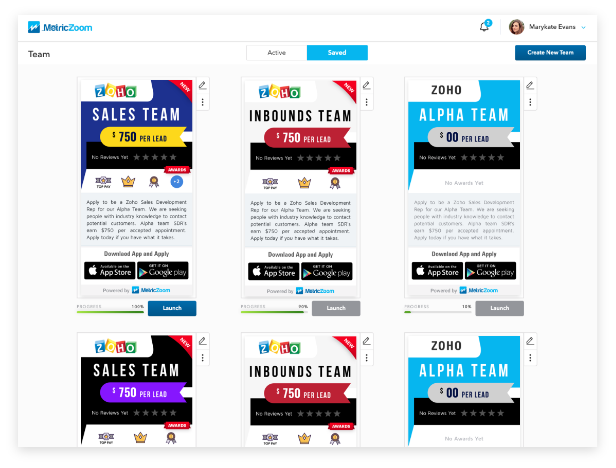 MetricZoom
2
Marykate Evans
Team
Active
Saved
Create New Team
ZOHO
NEW
SALES TEAM
$ 750 PER LEAD
No Reviews Yet
AWARDS
TOP PAY
+3
Apply to be a Zoho Sales Development
Rep for our Alpha Team. We are seeking
people with industry knowledge to contact
potential customers. Alpha team SDR's
earn $750 per accepted appointment.
Apply today if you have what it takes.
Download App and Apply
Available on the
App Store
GET IT ON
Google play
Powered by MetricZoom
PROGRESS 100%
Launch
ZOHO
NEW
INBOUNDS TEAM
$ 750 PER LEAD
No Reviews Yet
AWARDS
TOP PAY
Apply to be a Zoho Sales Development
Rep for our Alpha Team. We are seeking
people with industry knowledge to contact
potential customers. Alpha team SDR's
earn $750 per accepted appointment.
Apply today if you have what it takes.
Download App and Apply
Available on the
App Store
GET IT ON
Google play
Powered by MetricZoom
PROGRESS 90%
Launch
ZOHO
ALPHA TEAM
$ 00 PER LEAD
No Reviews Yet
No Awards Yet
Apply to be a Zoho Sales Development
Rep for our Alpha Team. We are seeking
people with industry knowledge to contact
potential customers. Alpha team SDR's
earn $750 per accepted appointment.
Apply today if you have what it takes.
Download App and Apply
Available on the
App Store
GET IT ON
Google play
Powered by MetricZoom
PROGRESS 10%
Launch
ZOHO
NEW
SALES TEAM
$ 750 PER LEAD
No Reviews Yet
AWARDS
TOP PAY
ZOHO
NEW
INBOUNDS TEAM
$ 750 PER LEAD
No Reviews Yet
AWARDS
TOP PAY
ZOHO
ALPHA TEAM
$ 00 PER LEAD
No Reviews Yet
No Awards Yet